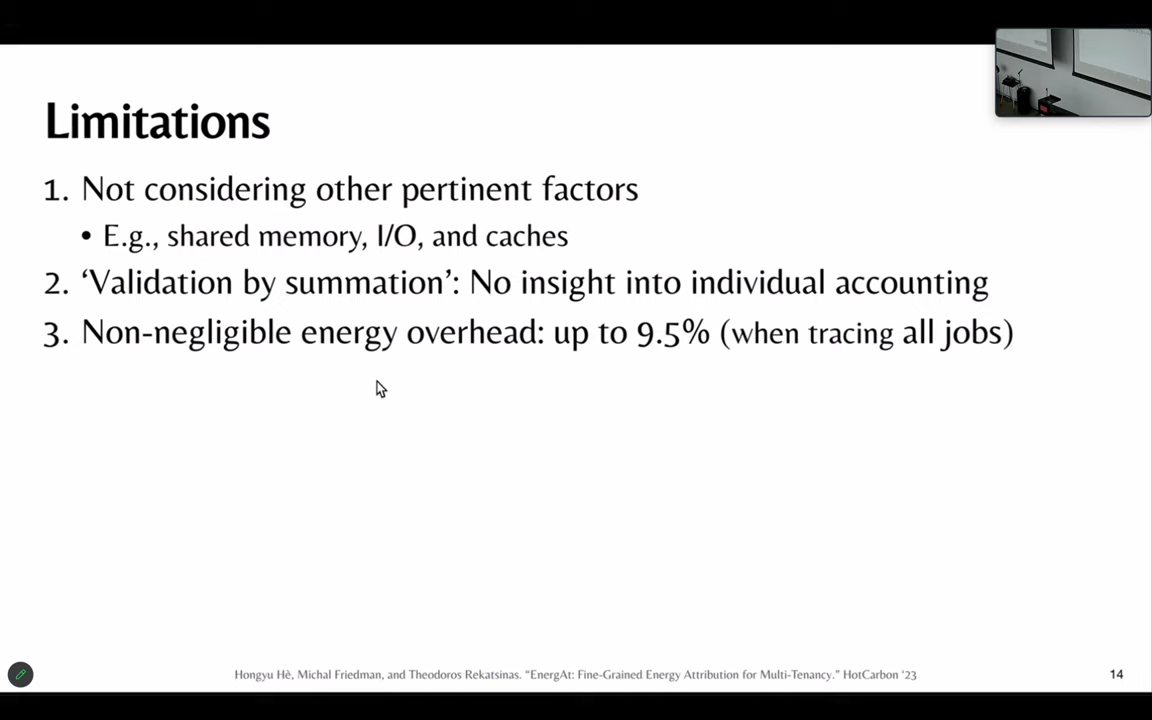 Limitations
1. Not considering other pertinent factors
• E.g., shared memory, I/O, and caches
2. ‘Validation by summation’: No insight into individual accounting
3. Non-negligible energy overhead: up to 9.5% (when tracing all jobs)
Hongyu Hè, Michal Friedman, and Theodoros Rekatsinas. “EnergAt: Fine-Grained Energy Attribution for Multi-Tenancy.” HotCarbon ‘23
14